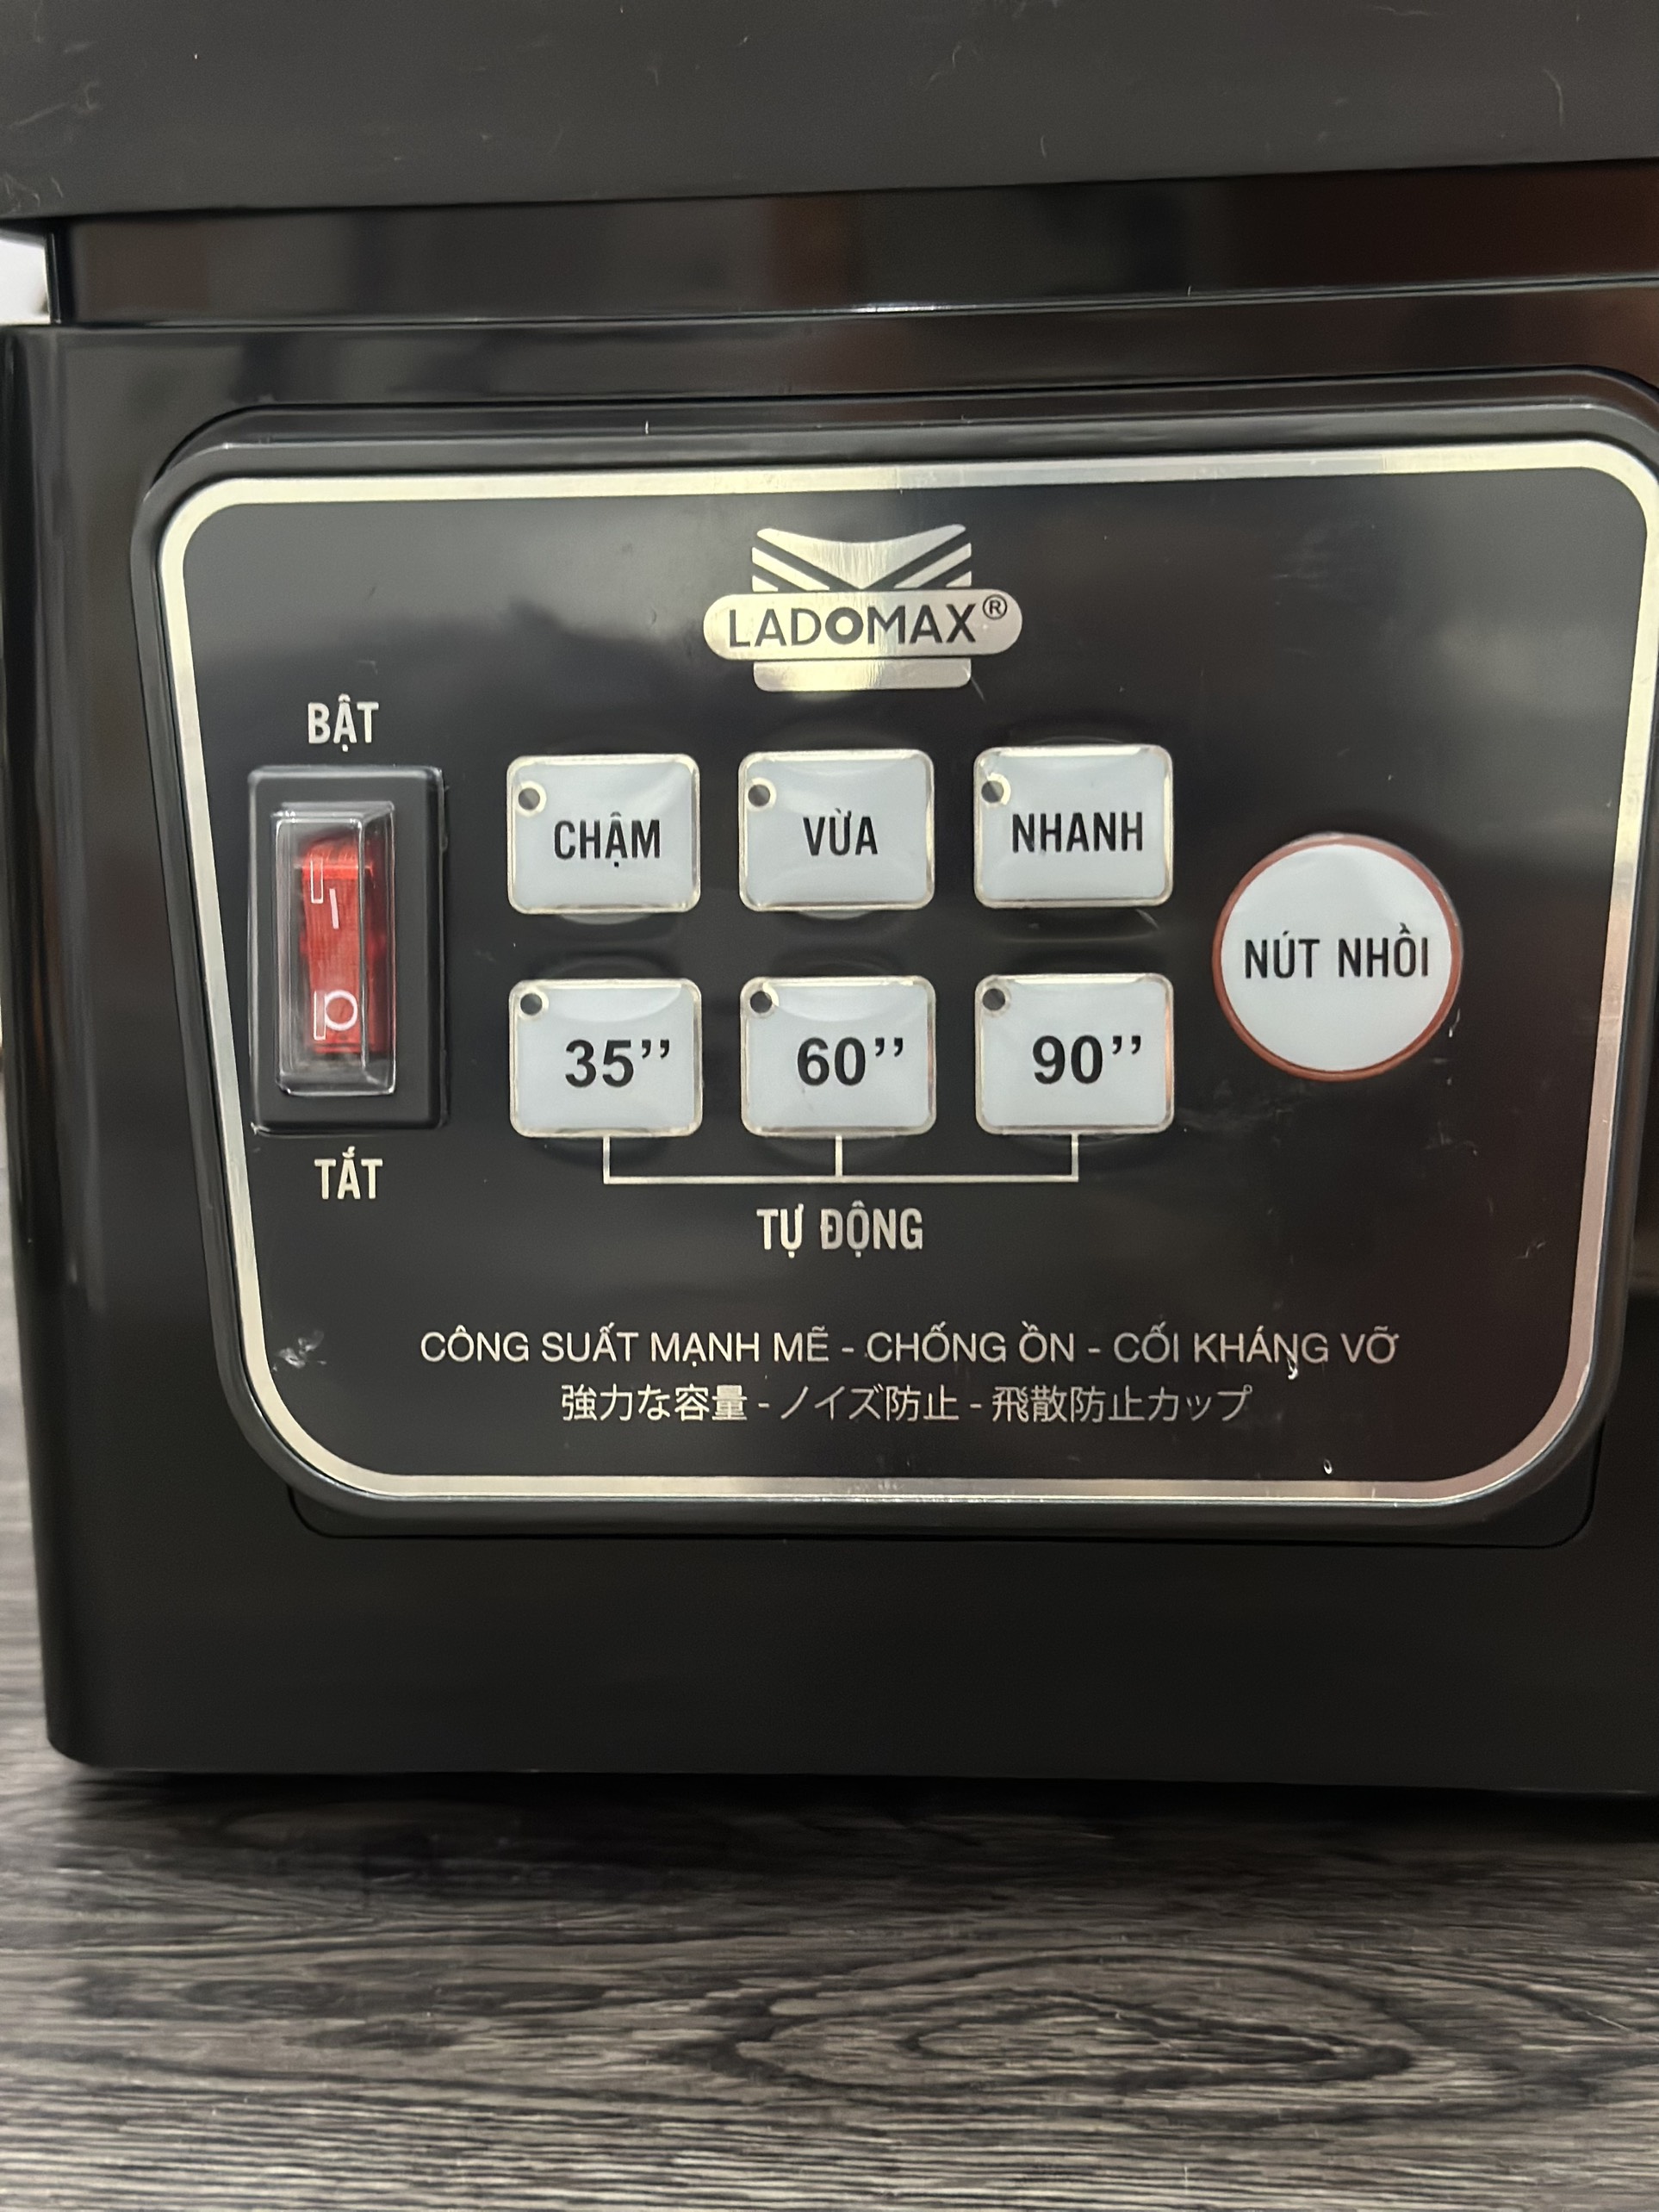 LADOMAX®
BẬT
CHẬM VỪA NHANH
NÚT NHỒI
35’’ 60’’ 90’’
TẮT
TỰ ĐỘNG
CÔNG SUẤT MẠNH MẼ - CHỐNG ỒN - CỐI KHÁNG VỠ
強力な容量 - ノイズ防止 - 飛散防止カップ